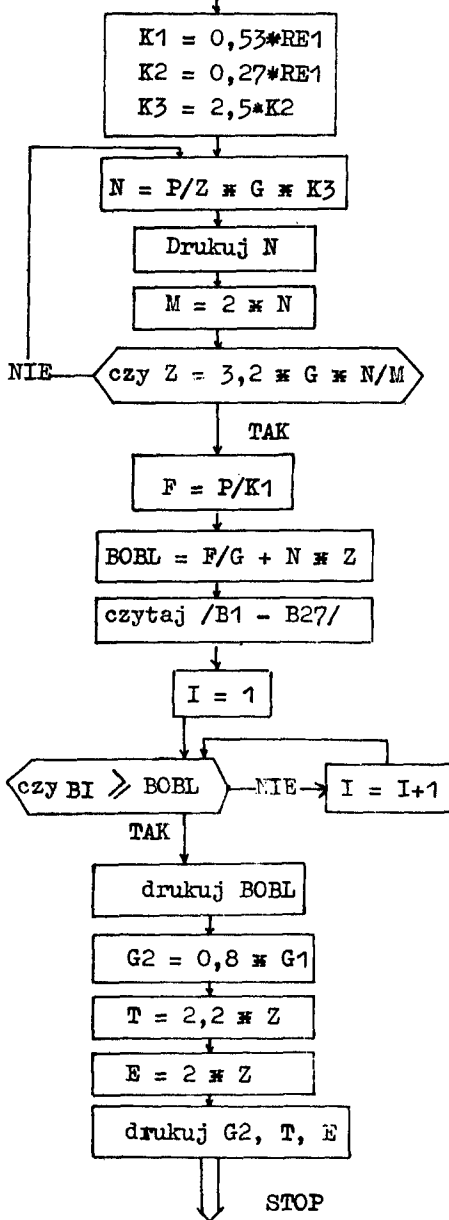 K1 = 0,53*RE1
K2 = 0,27*RE1
K3 = 2,5*K2
N = P/Z * G * K3
Drukuj N
M = 2 * N
NIE
czy Z = 3,2 * G * N/M
TAK
F = P/K1
BOBL = F/G + N * Z
czytaj /B1 - B27/
I = 1
czy BI ⩾ BOBL
NIE
I = I+1
TAK
drukuj BOBL
G2 = 0,8 * G1
T = 2,2 * Z
E = 2 * Z
drukuj G2, T, E
STOP